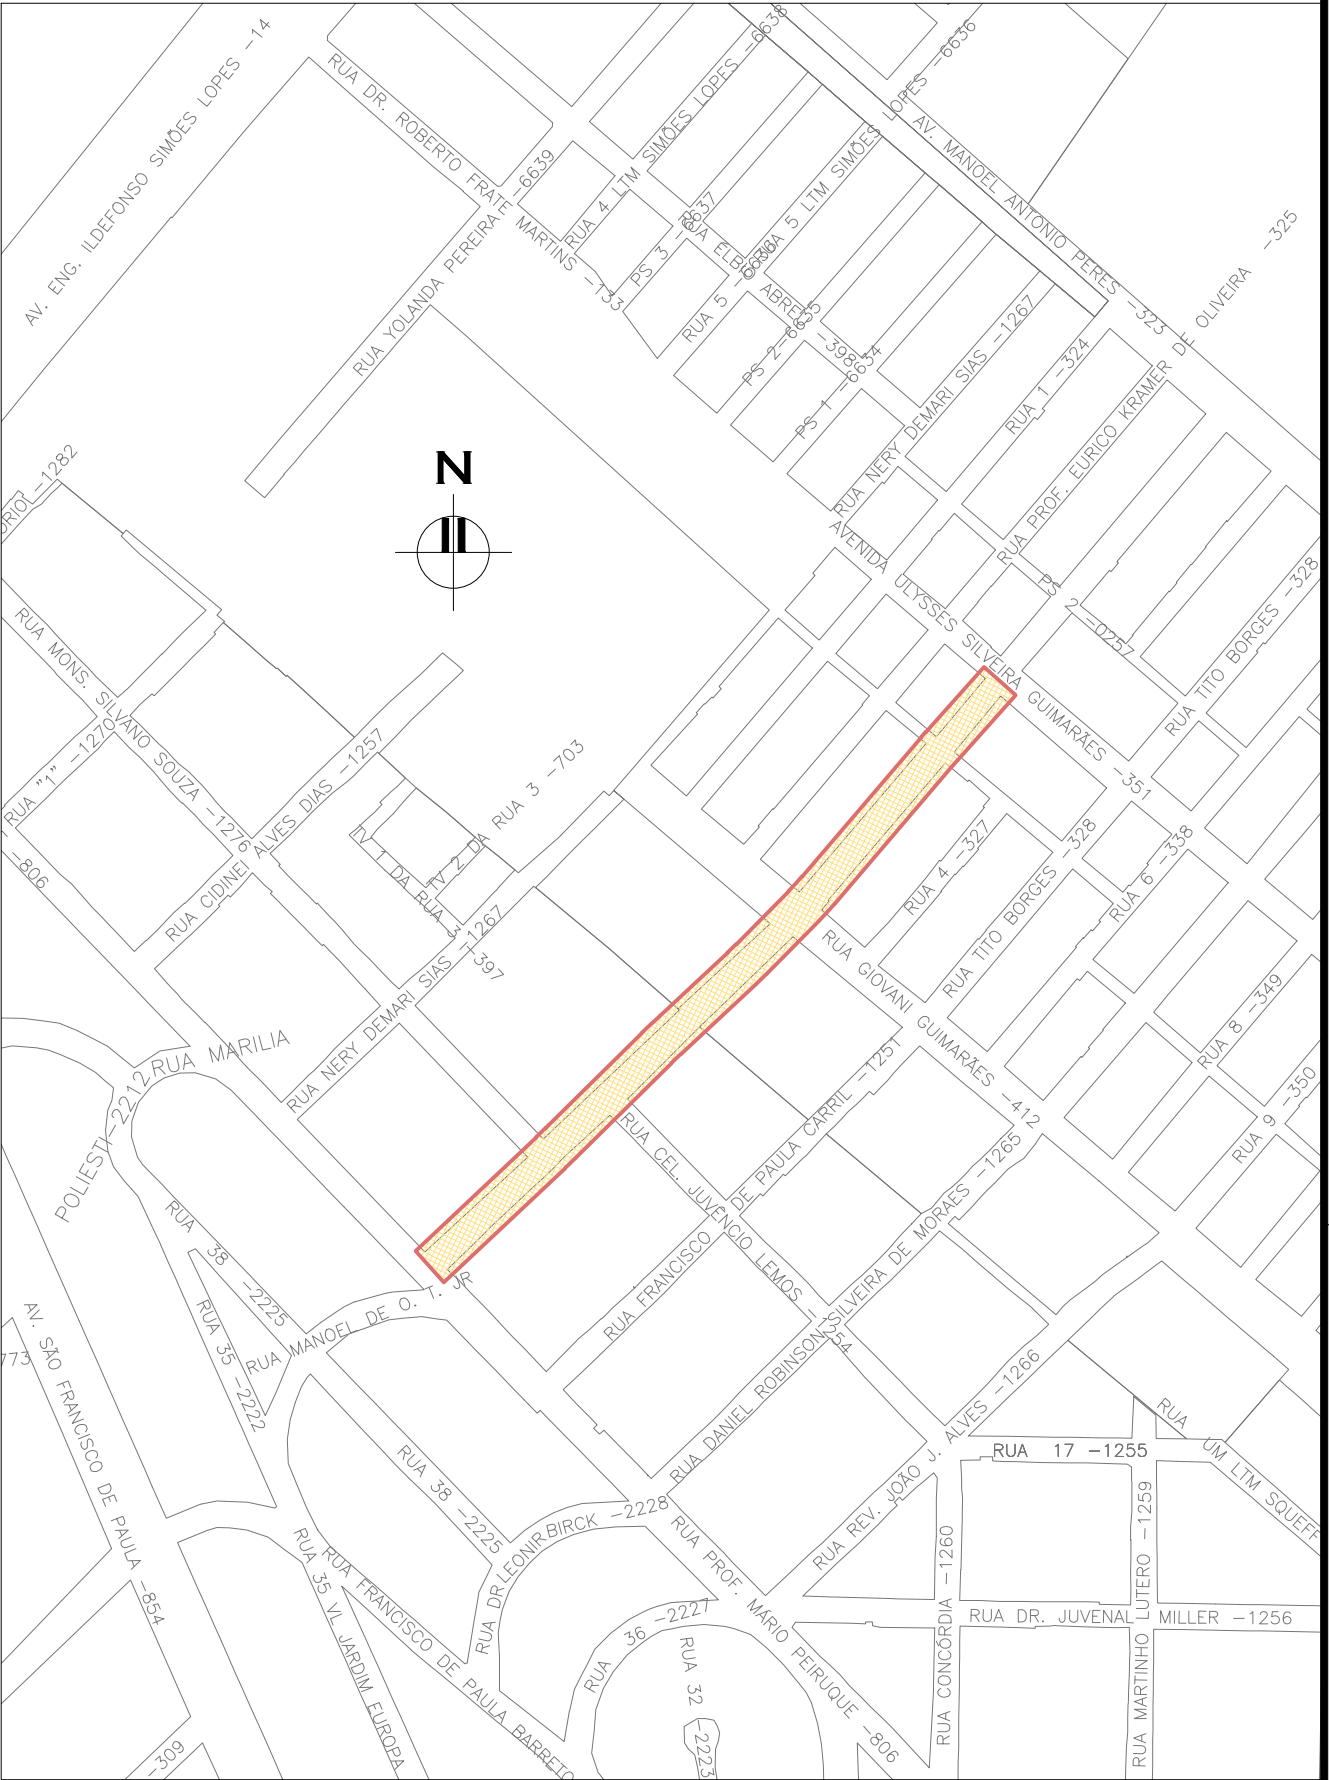 AV. ENG. ILDEFONSO SIMÕES LOPES -14
RUA DR. ROBERTO FRATE MARTINS -133
RUA YOLANDA PEREIRA -6639
RUA 4 LTM SIMÕES LOPES -6638
PS 3 -6637
RUA 5 LTM SIMÕES LOPES -6636
RUA 5 -6636
RUA ELBIO ABREU -398
AV. MANOEL ANTONIO PERES -323
PS 2-6635
PS 1 -6634
RUA NERY DEMARI SIAS -1267
RUA 1 -324
RUA PROF. EURICO KRAMER DE OLIVEIRA -325
N
-1282
AVENIDA ULYSSES SILVEIRA GUIMARÃES -351
PS 2 -0257
RUA TITO BORGES -328
RUA MONS. SILVANO SOUZA -1276
RUA "1" -1270
-806
RUA CIDINEI ALVES DIAS -1257
TV 1 DA RUA 3 -397
TV 2 DA RUA 3 -703
RUA NERY DEMARI SIAS -1267
RUA 4 -327
RUA TITO BORGES -328
RUA 6 -338
RUA GIOVANI GUIMARÃES -412
RUA 8 -349
RUA 9 -350
RUA MARILIA
POLIESTI-2212
RUA CEL. JUVENCIO LEMOS -1254
RUA FRANCISCO DE PAULA CARRIL -1251
RUA DANIEL ROBINSON SILVEIRA DE MORAES -1265
RUA 38 -2225
RUA 35 -2222
RUA MANOEL DE O. T. JR
773
AV. SÃO FRANCISCO DE PAULA -854
RUA 38 -2225
RUA REV. JOÃO J. ALVES -1266
RUA 17 -1255
RUA UM LTM SQUEFF
RUA DR LEONIR BIRCK -2228
RUA PROF. MÁRIO PEIRUQUE -806
RUA 35 VL JARDIM EUROPA
RUA FRANCISCO DE PAULA BARRETO
RUA 36 -2227
RUA 32 -2223
RUA CONCÓRDIA -1260
RUA MARTINHO LUTERO -1259
RUA DR. JUVENAL MILLER -1256
-309